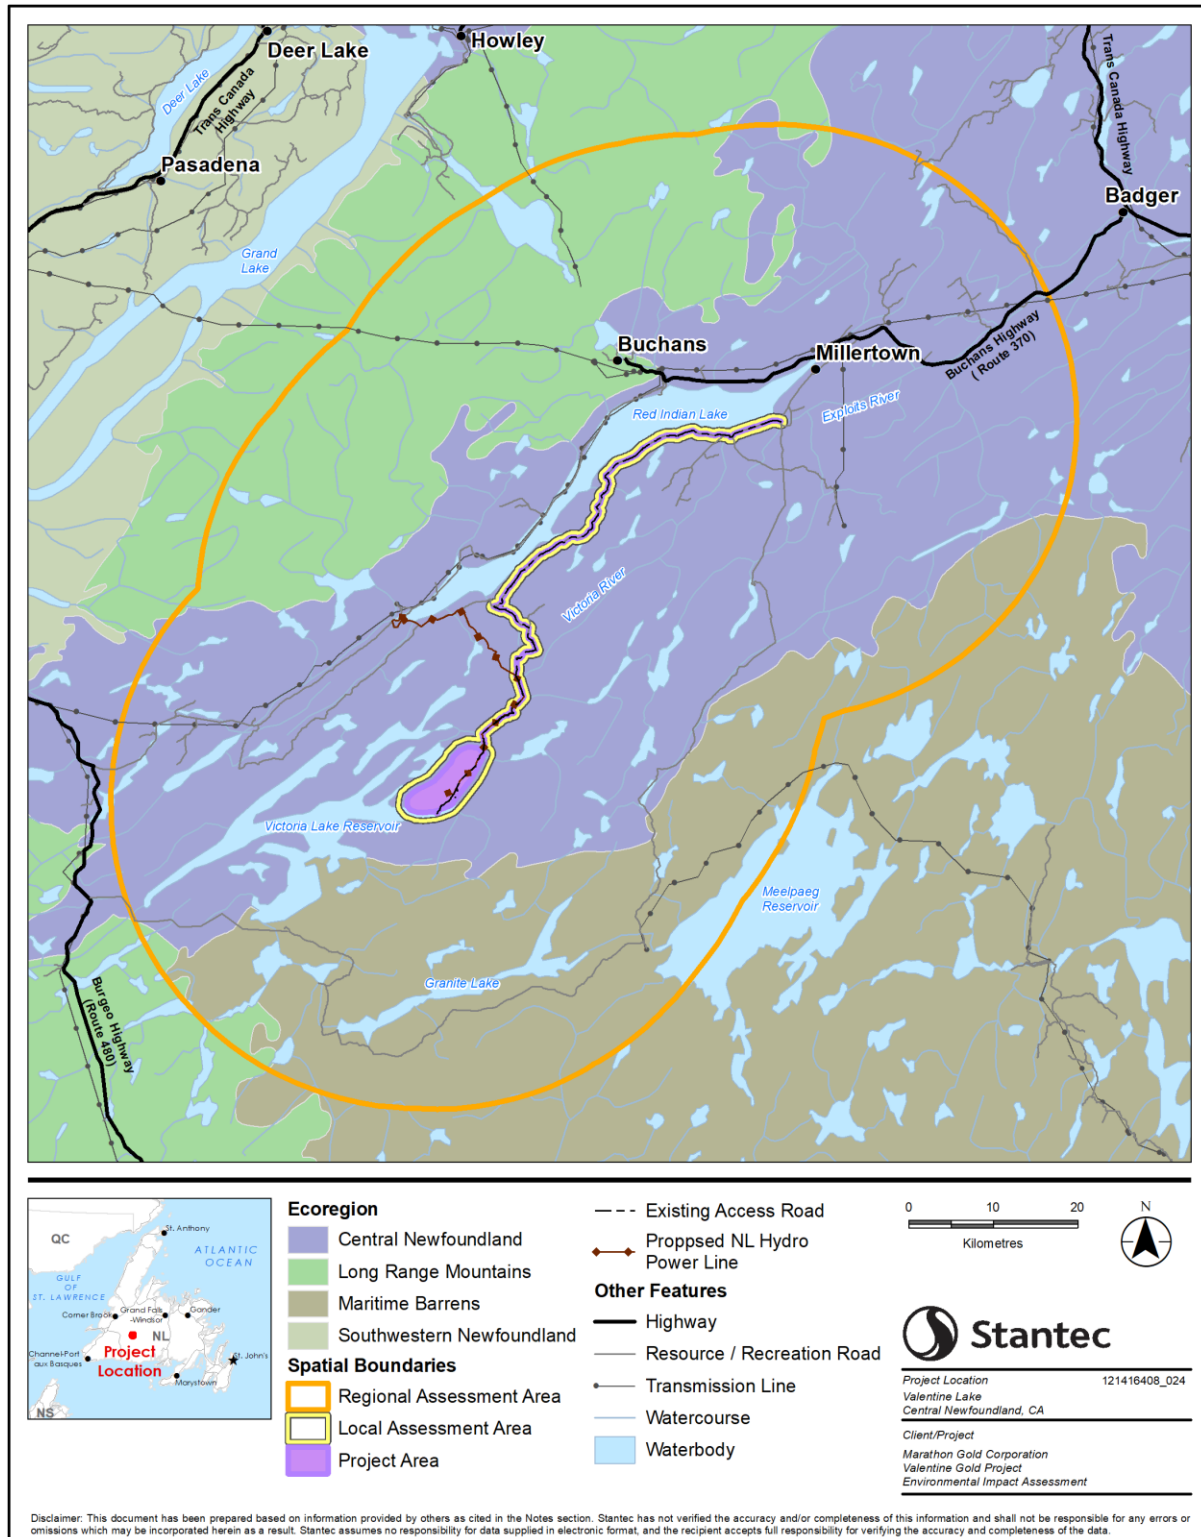 Deer Lake
Howley
Deer Lake
Trans Canada
Highway
Trans Canada Highway
Pasadena
Badger
Grand
Lake
Buchans
Millertown
Buchans Highway
( Route 370)
Red Indian Lake
Exploits River
Victoria River
Victoria Lake Reservoir
Meelpaeg
Reservoir
Granite Lake
Burgeo Highway
(Route 480)
QC
St. Anthony
ATLANTIC
OCEAN
GULF
OF
ST. LAWRENCE
Corner Brook
Grand Falls
-Windsor
Gander
NL
Project
Location
Channel-Port
aux Basques
St. John's
Marystown
NS
Ecoregion
Central Newfoundland
Long Range Mountains
Maritime Barrens
Southwestern Newfoundland
Spatial Boundaries
Regional Assessment Area
Local Assessment Area
Project Area
Existing Access Road
Proppsed NL Hydro
Power Line
Other Features
Highway
Resource / Recreation Road
Transmission Line
Watercourse
Waterbody
0 10 20
Kilometres
N
Stantec
Project Location 121416408_024
Valentine Lake
Central Newfoundland, CA
Client/Project
Marathon Gold Corporation
Valentine Gold Project
Environmental Impact Assessment
Disclaimer: This document has been prepared based on information provided by others as cited in the Notes section. Stantec has not verified the accuracy and/or completeness of this information and shall not be responsible for any errors or
omissions which may be incorporated herein as a result. Stantec assumes no responsibility for data supplied in electronic format, and the recipient accepts full responsibility for verifying the accuracy and completeness of the data.